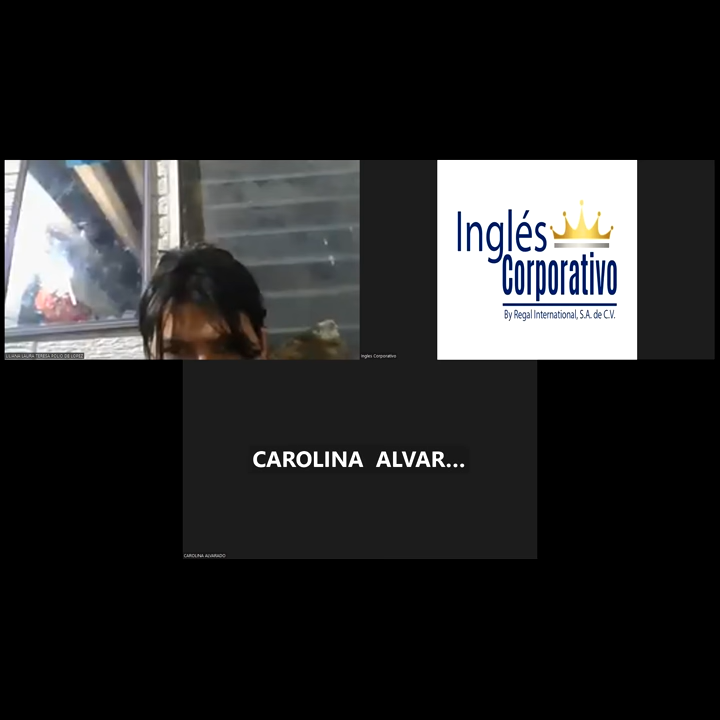 Inglés
Corporativo
By Regal International, S.A. de C.V.
Ingles Corporativo
CAROLINA ALVAR...
CAROLINA ALVARADO